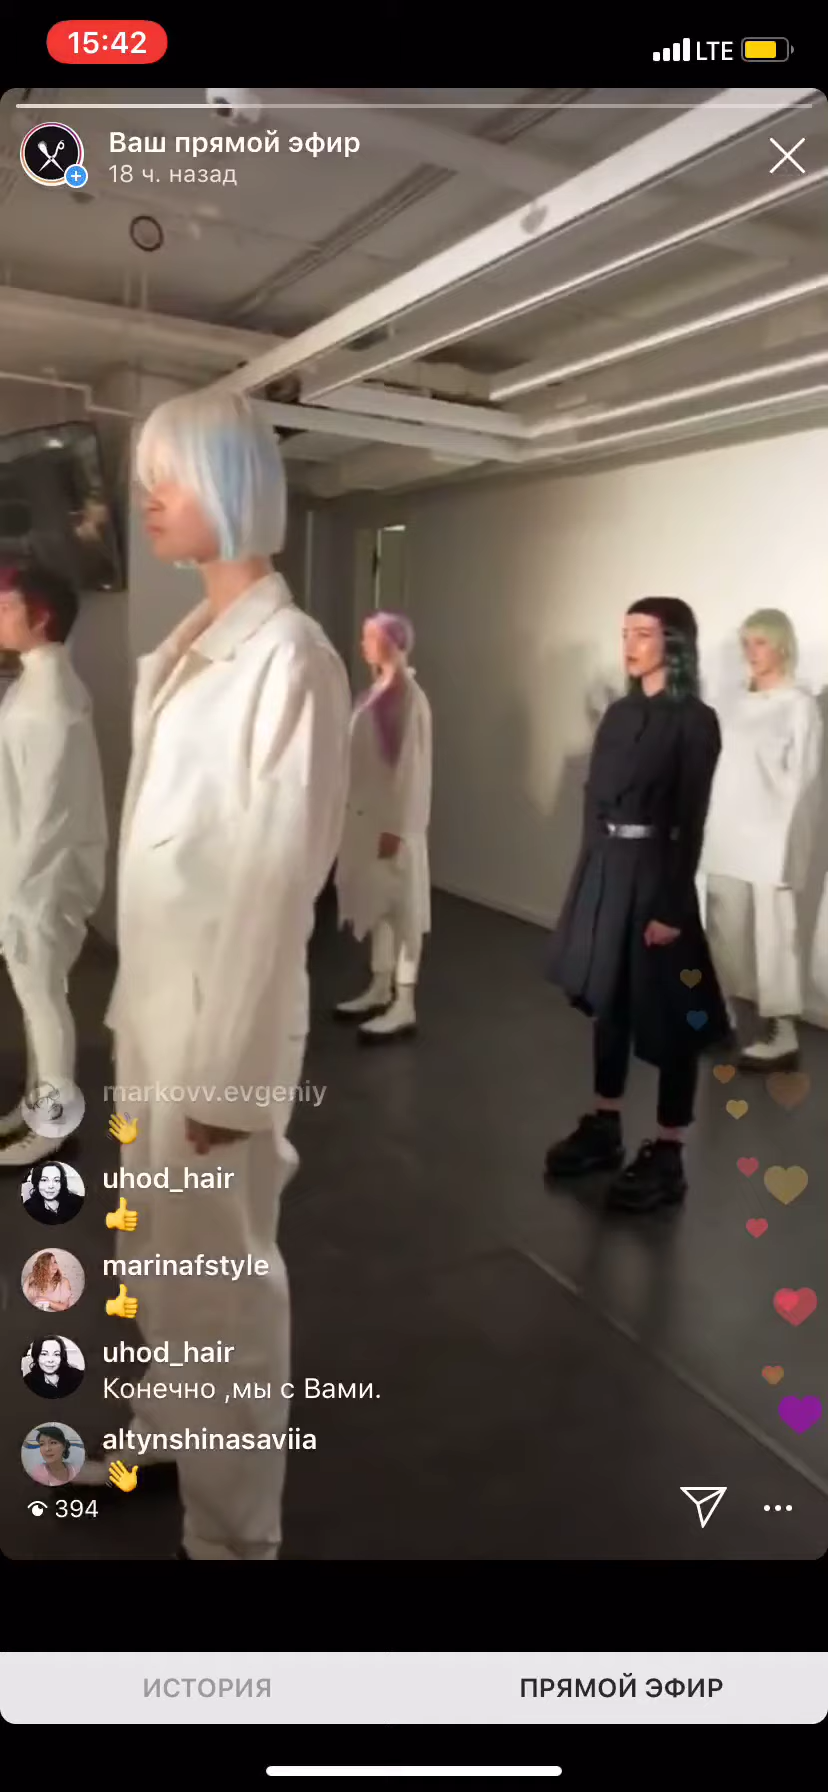 15:42
LTE
Ваш прямой эфир
18 ч. назад
markovv.evgeniy
👋
uhod_hair
👍
marinafstyle
👍
uhod_hair
Конечно ,мы с Вами.
altynshinasaviia
👋
394
ИСТОРИЯ
ПРЯМОЙ ЭФИР